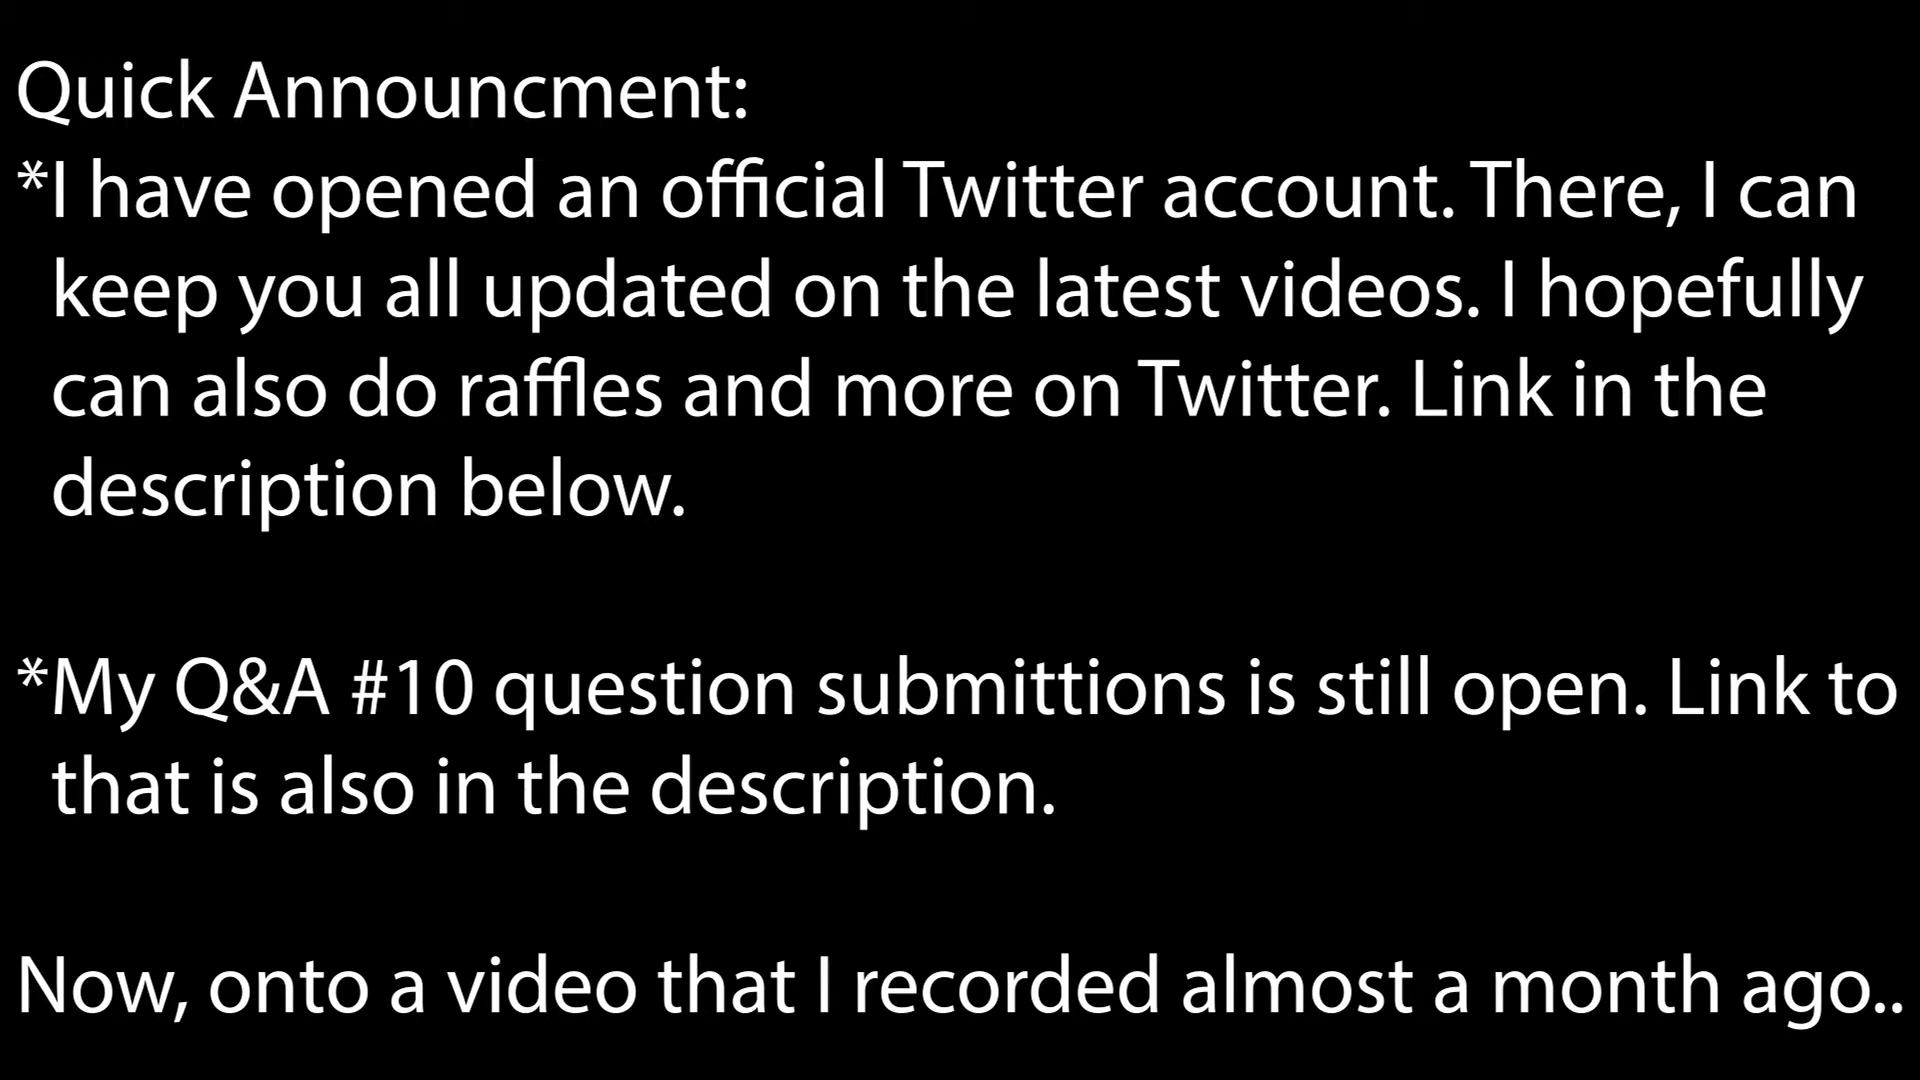 Quick Announcment:
*I have opened an official Twitter account. There, I can
keep you all updated on the latest videos. I hopefully
can also do raffles and more on Twitter. Link in the
description below.
*My Q&A #10 question submittions is still open. Link to
that is also in the description.
Now, onto a video that I recorded almost a month ago..